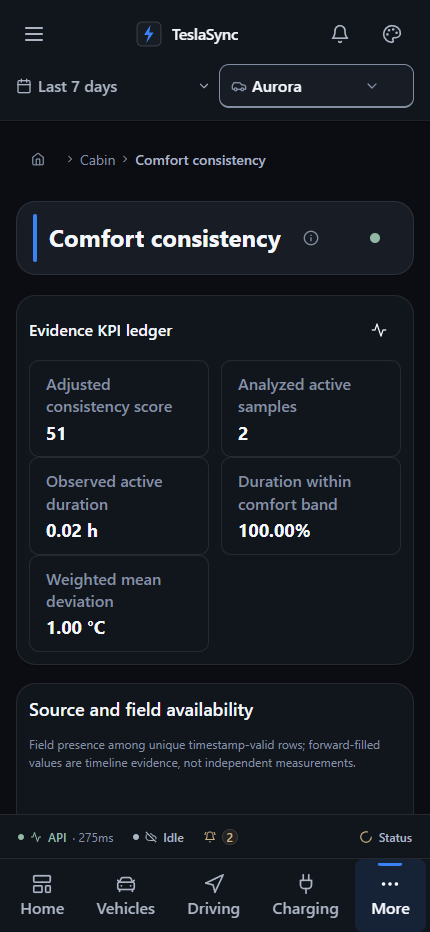 TeslaSync
Last 7 days
Aurora
Cabin
Comfort consistency
Comfort consistency
Evidence KPI ledger
Adjusted
consistency score
51
Analyzed active
samples
2
Observed active
duration
0.02 h
Duration within
comfort band
100.00%
Weighted mean
deviation
1.00 °C
Source and field availability
Field presence among unique timestamp-valid rows; forward-filled
values are timeline evidence, not independent measurements.
API · 275ms
Idle
2
Status
Home
Vehicles
Driving
Charging
More